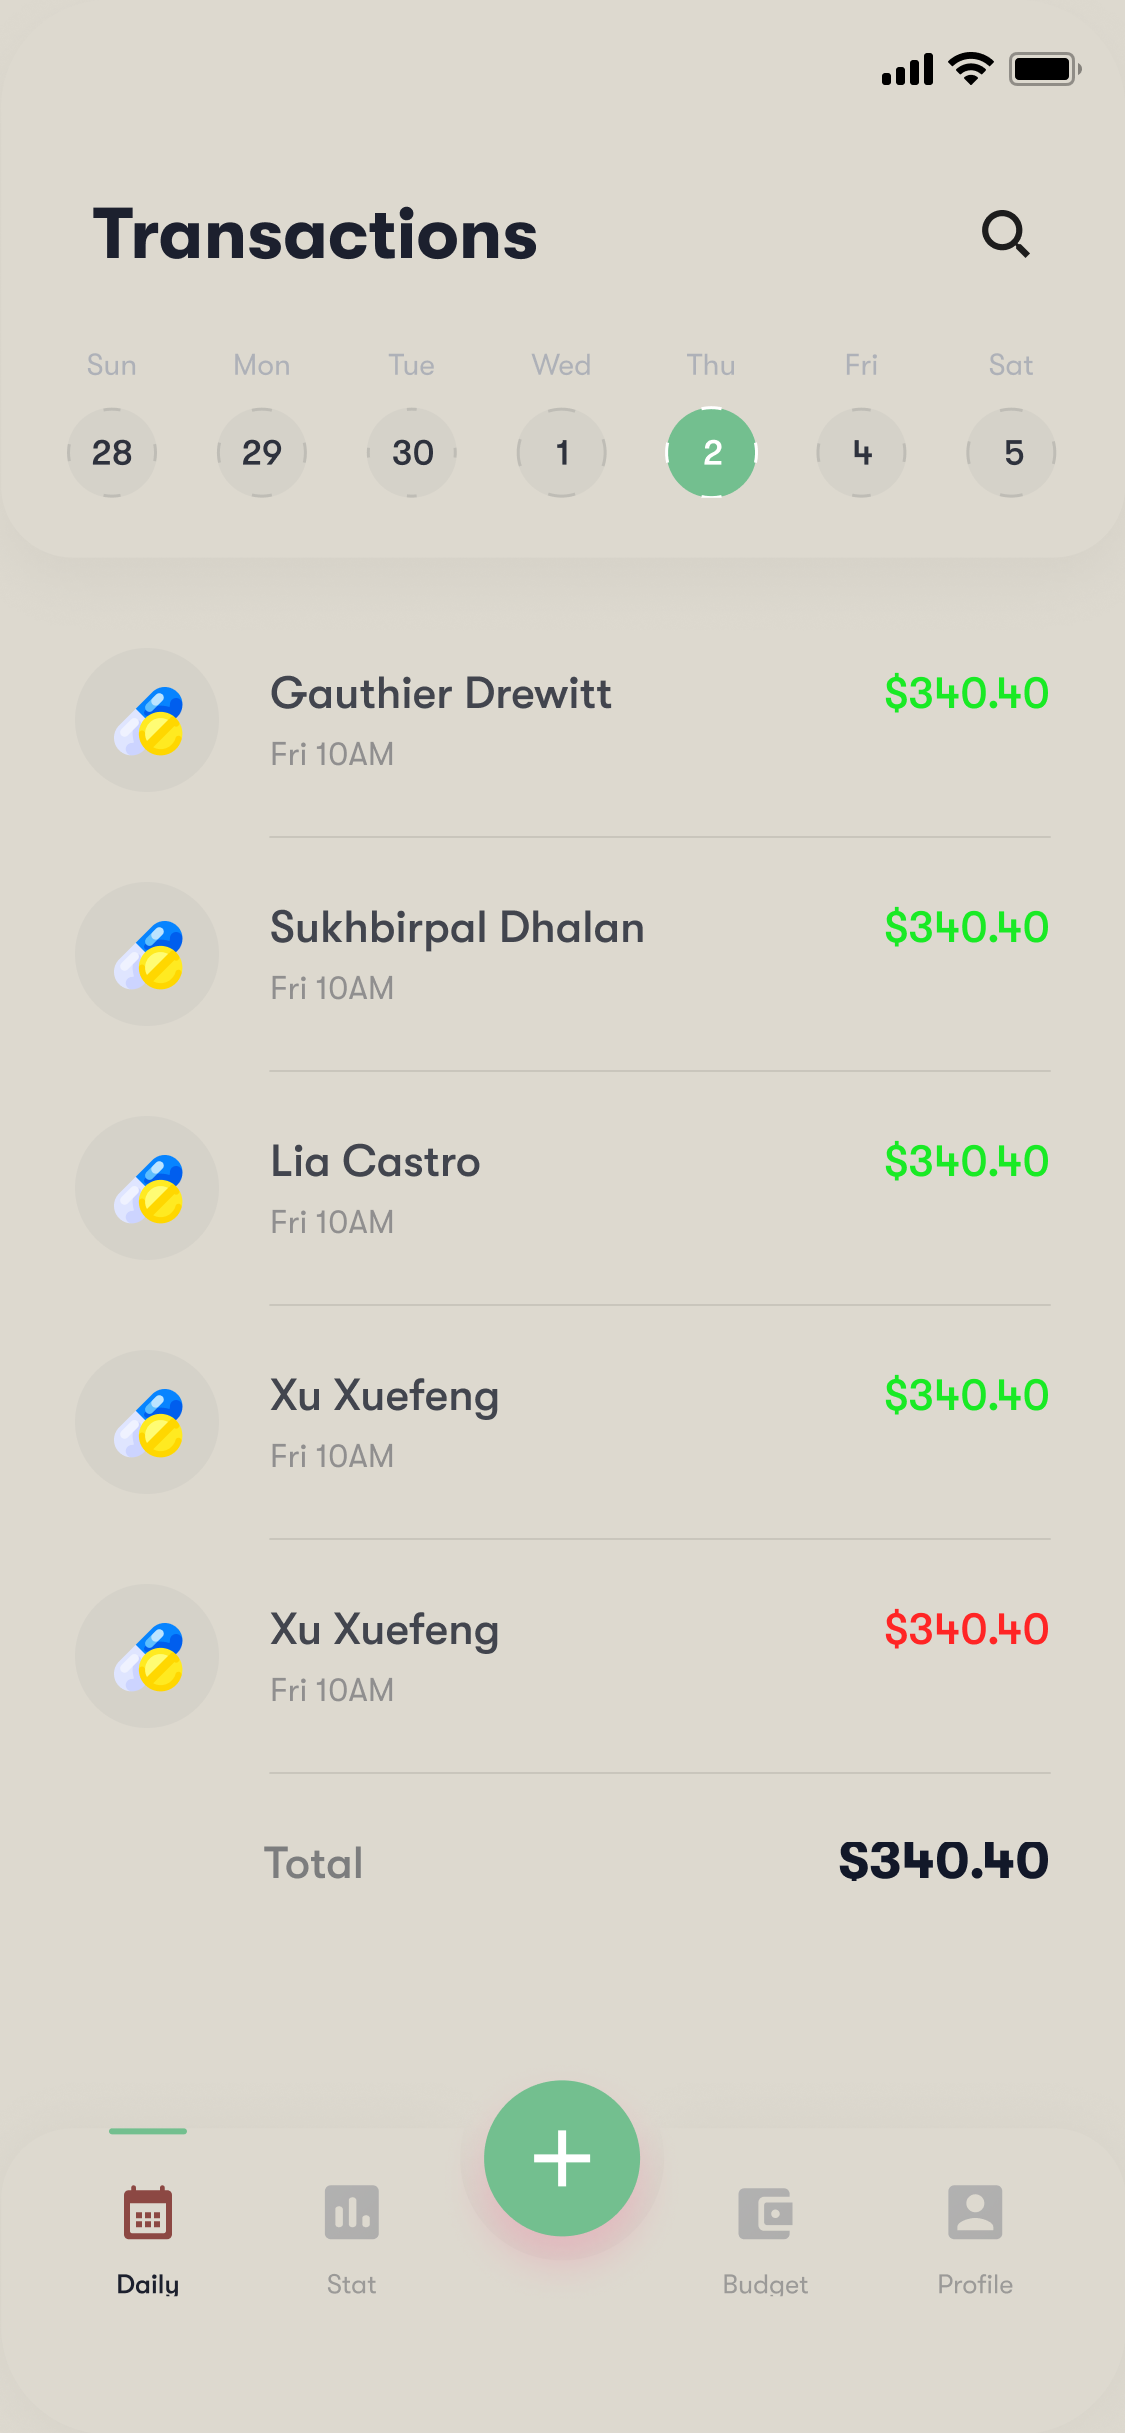 Transactions
Sun Mon Tue Wed Thu Fri Sat
28 29 30 1 2 4 5
Gauthier Drewitt $340.40
Fri 10AM
Sukhbirpal Dhalan $340.40
Fri 10AM
Lia Castro $340.40
Fri 10AM
Xu Xuefeng $340.40
Fri 10AM
Xu Xuefeng $340.40
Fri 10AM
Total $340.40
Daily Stat Budget Profile